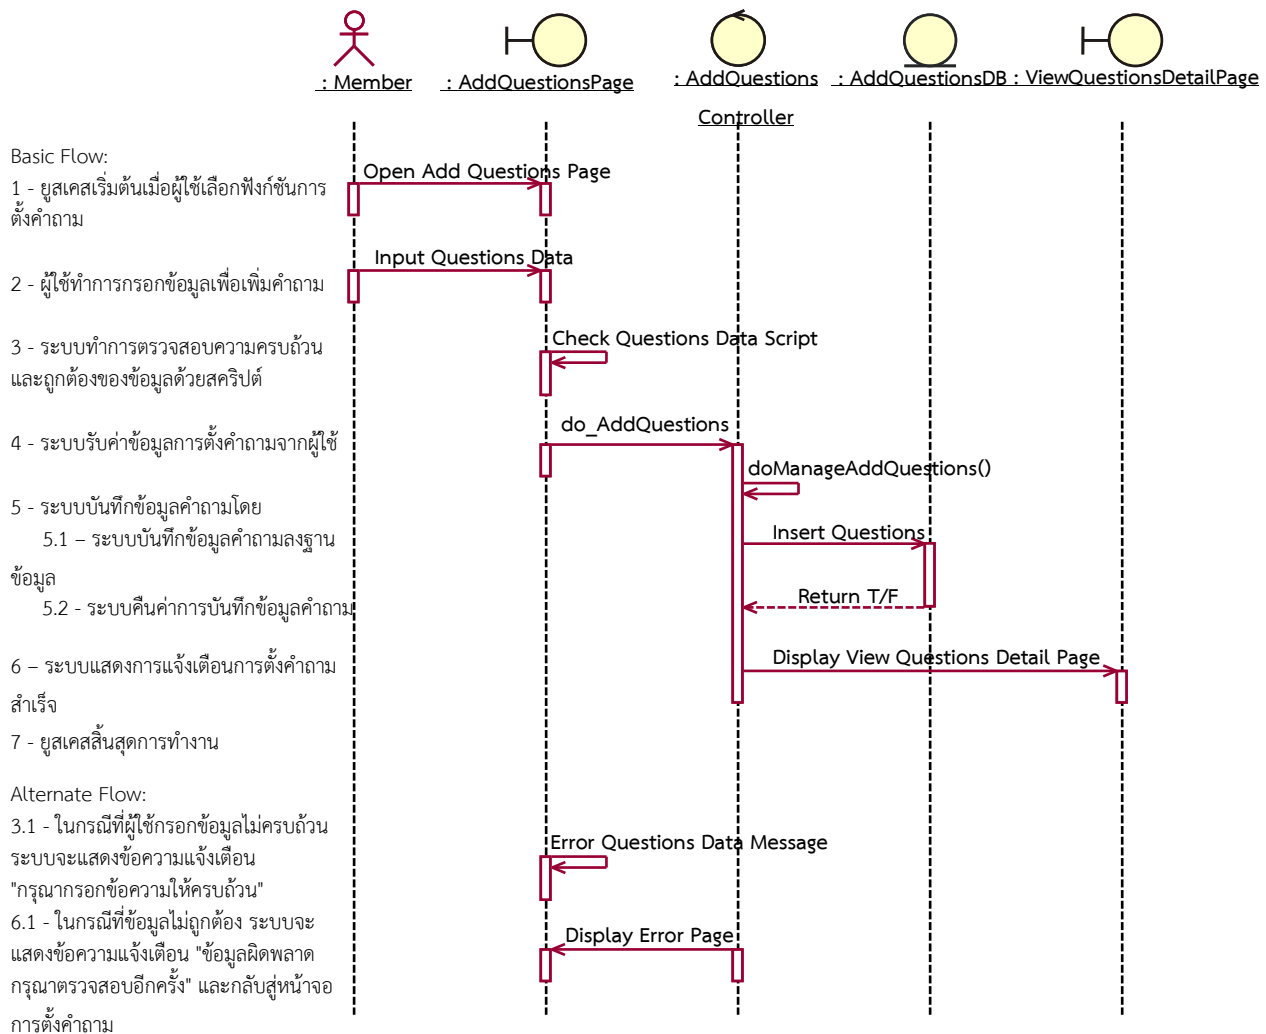 : Member
: AddQuestionsPage
: AddQuestions
Controller
: AddQuestionsDB
: ViewQuestionsDetailPage
Basic Flow:
1 - ยูสเคสเริ่มต้นเมื่อผู้ใช้เลือกฟังก์ชันการ
ตั้งคำถาม
Open Add Questions Page
2 - ผู้ใช้ทำการกรอกข้อมูลเพื่อเพิ่มคำถาม
Input Questions Data
3 - ระบบทำการตรวจสอบความครบถ้วน
และถูกต้องของข้อมูลด้วยสคริปต์
Check Questions Data Script
4 - ระบบรับค่าข้อมูลการตั้งคำถามจากผู้ใช้
do_AddQuestions
doManageAddQuestions()
5 - ระบบบันทึกข้อมูลคำถามโดย
5.1 – ระบบบันทึกข้อมูลคำถามลงฐาน
ข้อมูล
Insert Questions
5.2 - ระบบคืนค่าการบันทึกข้อมูลคำถาม
Return T/F
6 – ระบบแสดงการแจ้งเตือนการตั้งคำถาม
สำเร็จ
Display View Questions Detail Page
7 - ยูสเคสสิ้นสุดการทำงาน
Alternate Flow:
3.1 - ในกรณีที่ผู้ใช้กรอกข้อมูลไม่ครบถ้วน
ระบบจะแสดงข้อความแจ้งเตือน
"กรุณากรอกข้อความให้ครบถ้วน"
Error Questions Data Message
6.1 - ในกรณีที่ข้อมูลไม่ถูกต้อง ระบบจะ
แสดงข้อความแจ้งเตือน "ข้อมูลผิดพลาด
กรุณาตรวจสอบอีกครั้ง" และกลับสู่หน้าจอ
การตั้งคำถาม
Display Error Page